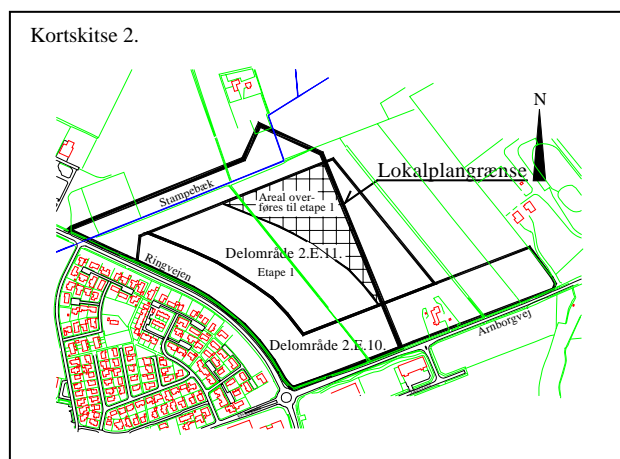 Kortskitse 2.
N
Lokalplangrænse
Stampebæk
Areal over-
føres til etape 1
Ringvejen
Delområde 2.E.11.
Etape 1
Arnborgvej
Delområde 2.E.10.